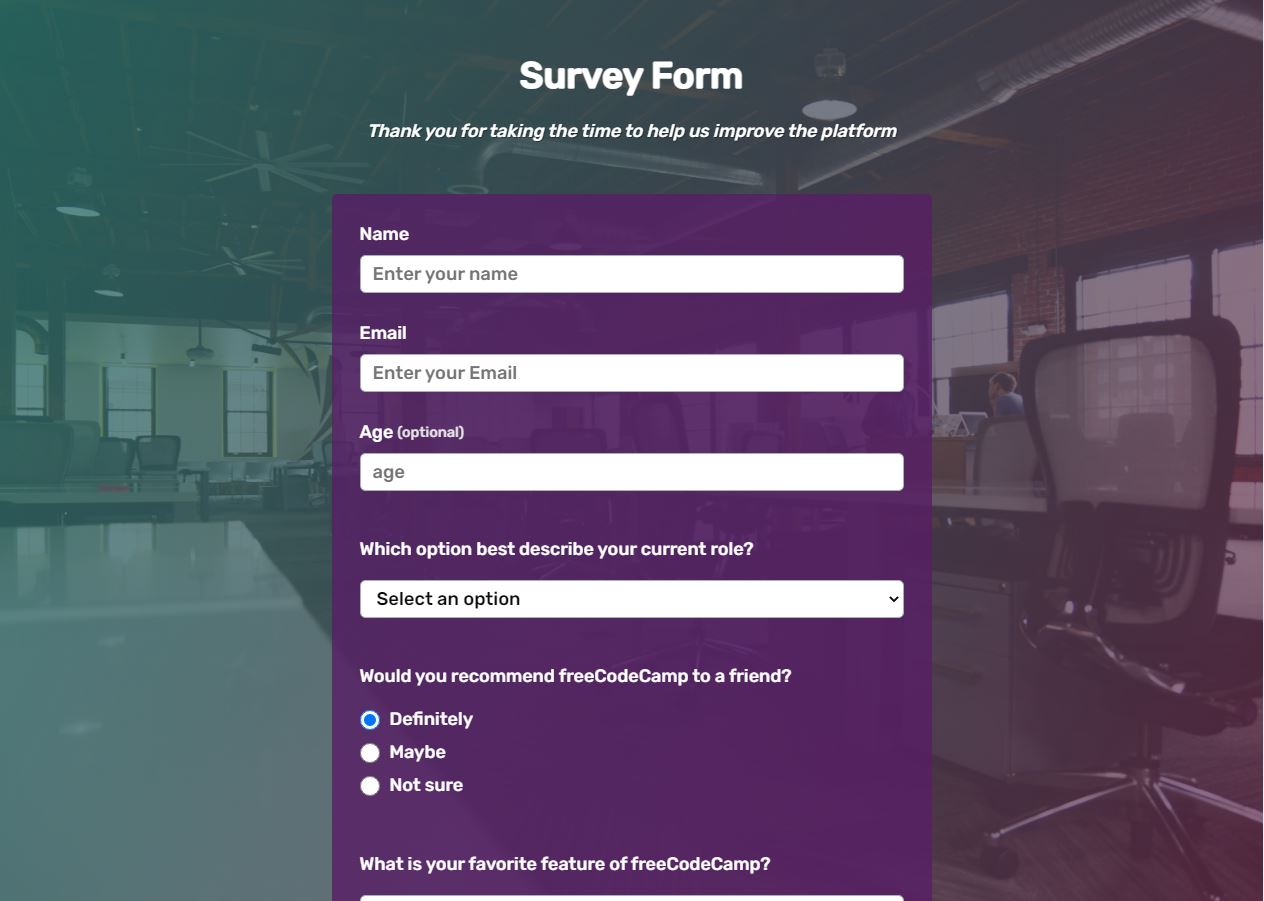 Survey Form
Thank you for taking the time to help us improve the platform
Name
Enter your name
Email
Enter your Email
Age (optional)
age
Which option best describe your current role?
Select an option
Would you recommend freeCodeCamp to a friend?
Definitely
Maybe
Not sure
What is your favorite feature of freeCodeCamp?